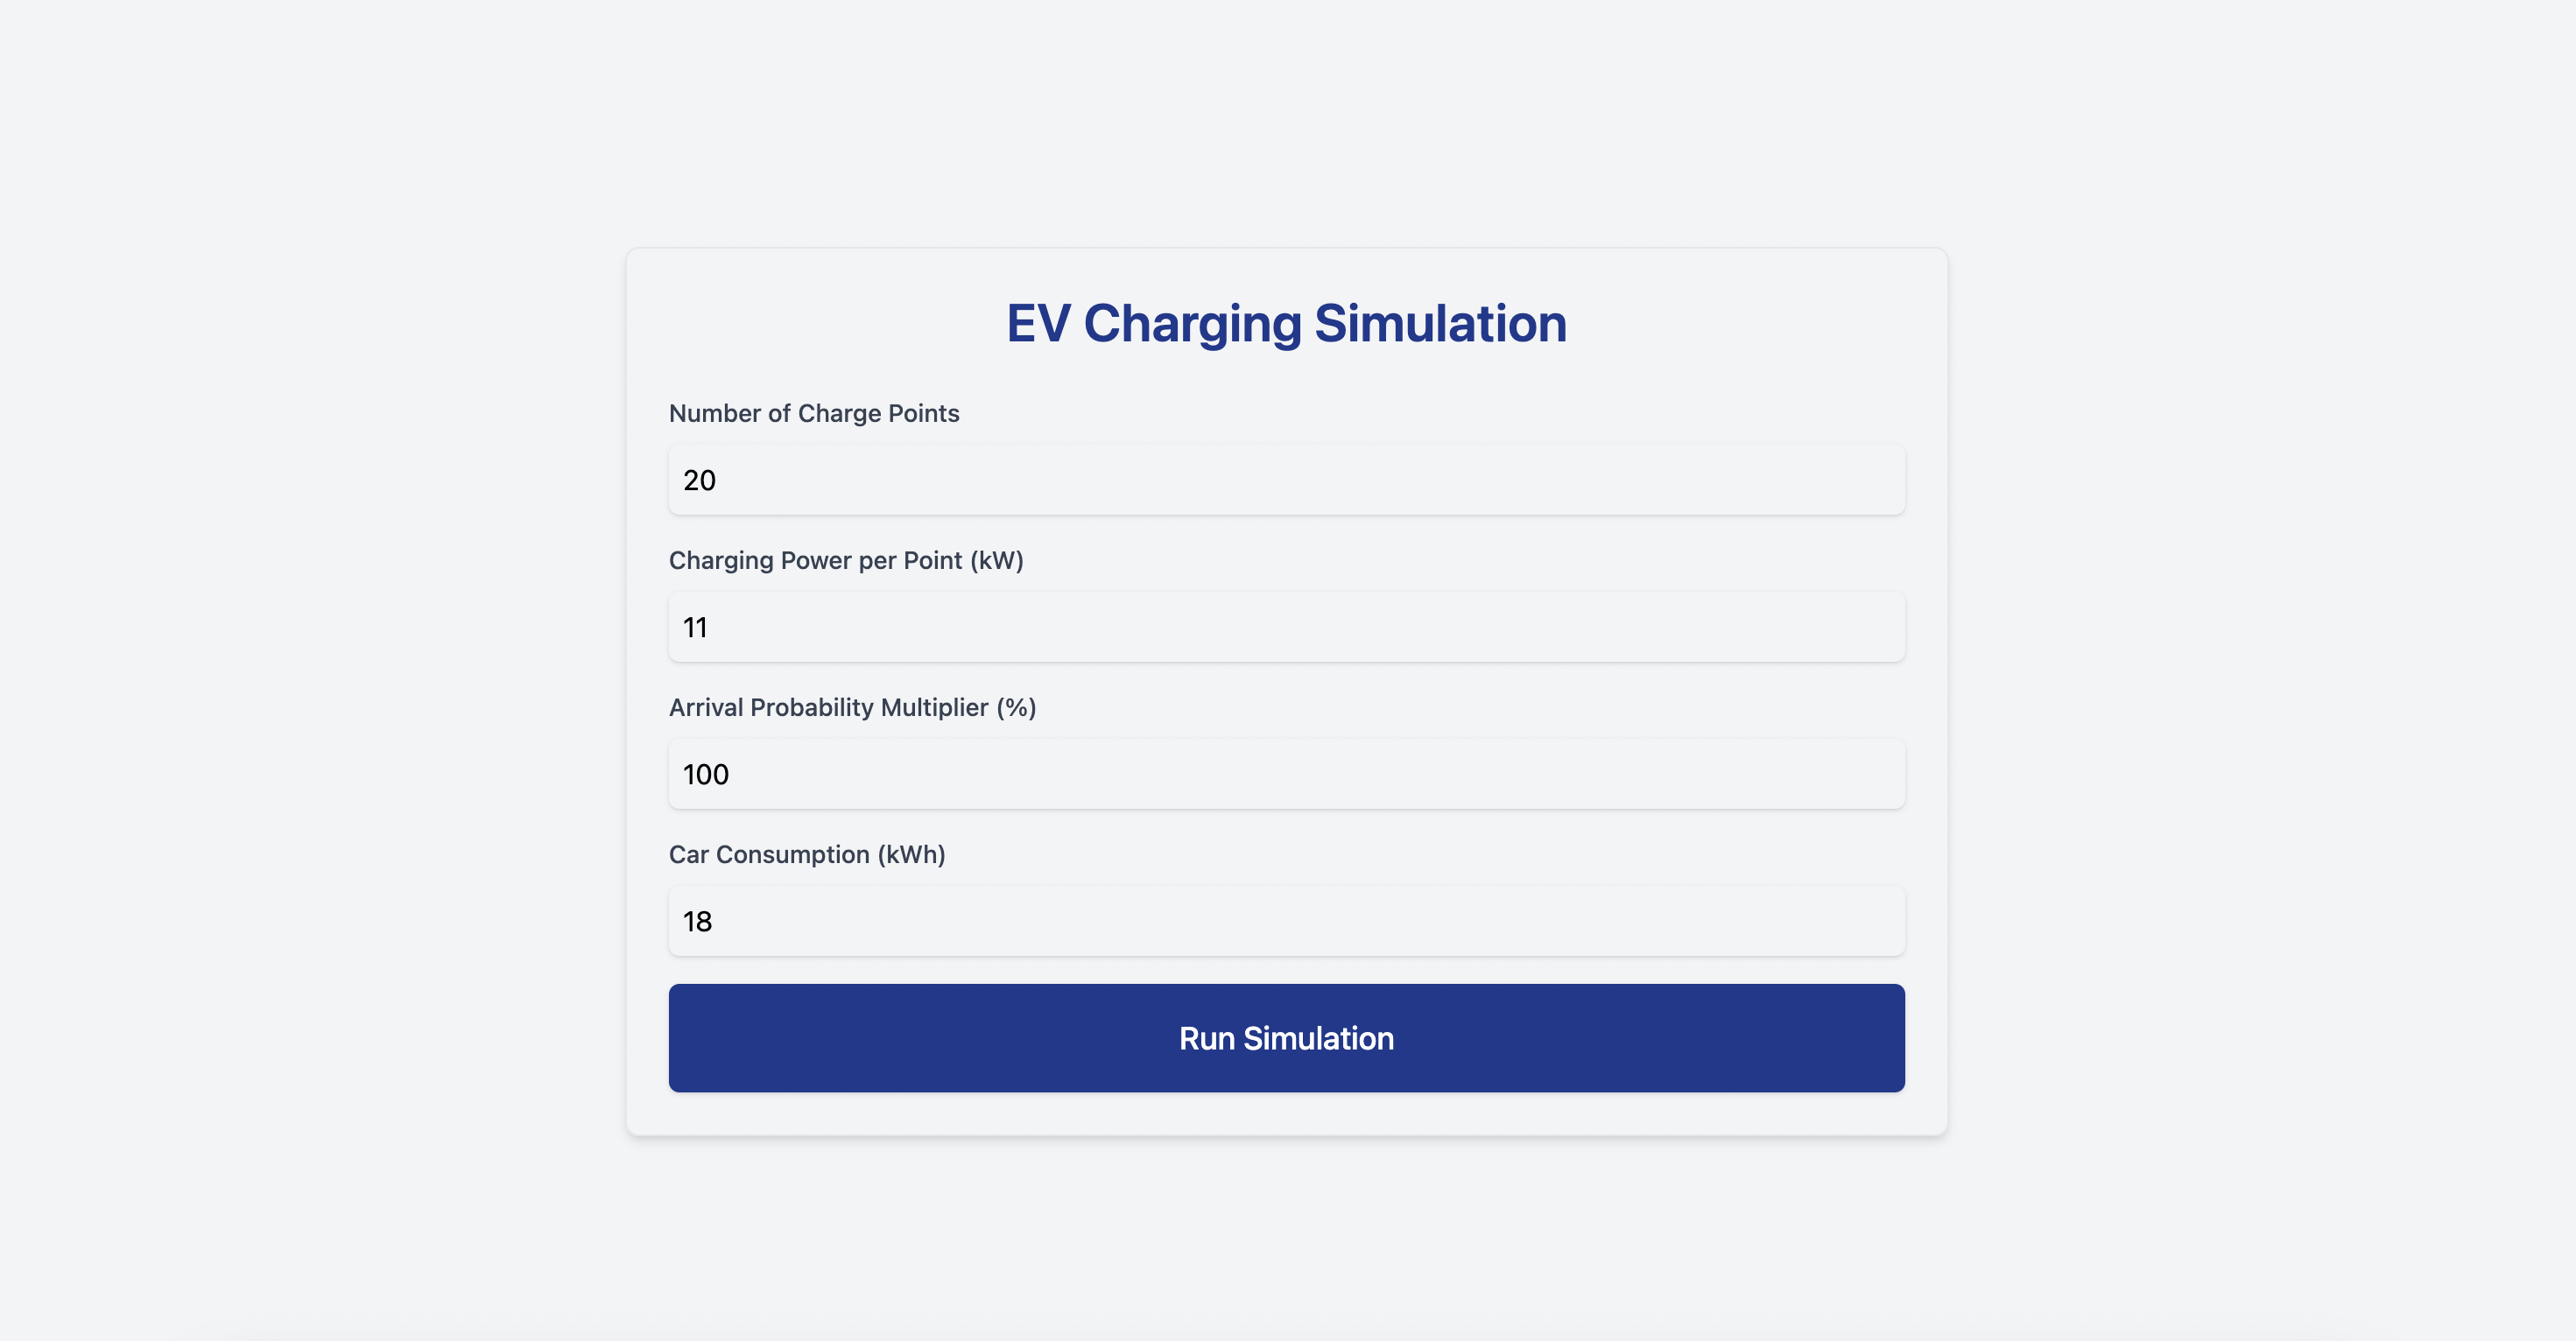 EV Charging Simulation
Number of Charge Points
20
Charging Power per Point (kW)
11
Arrival Probability Multiplier (%)
100
Car Consumption (kWh)
18
Run Simulation